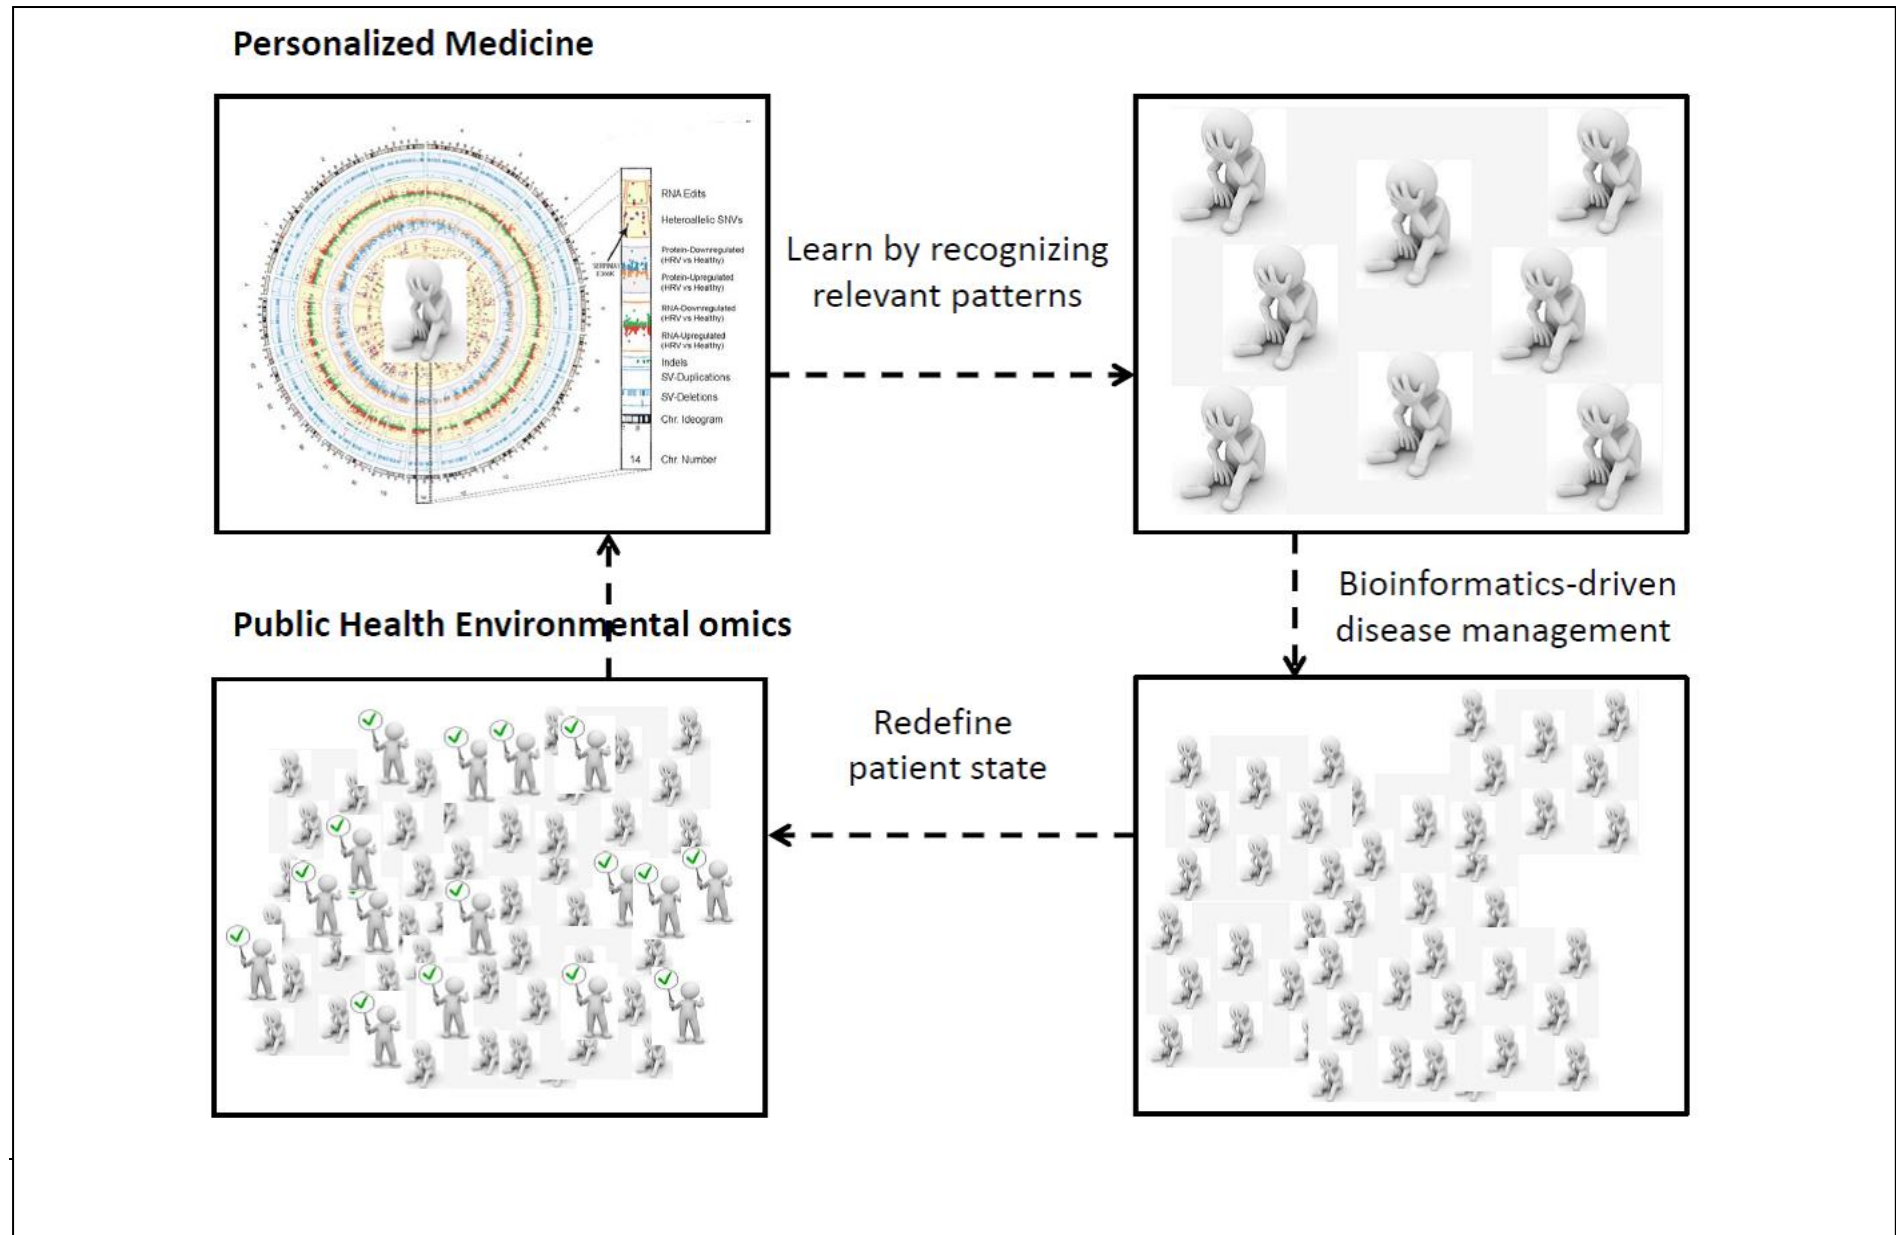 Personalized Medicine
RNA Edits
Heteroallelic SNVs
Protein-Downregulated
(HRV vs Healthy)
Protein-Upregulated
(HRV vs Healthy)
RNA-Downregulated
(HRV vs Healthy)
RNA-Upregulated
(HRV vs Healthy)
Indels
SV-Duplications
SV-Deletions
Chr. Ideogram
14 Chr. Number
Learn by recognizing
relevant patterns
Bioinformatics-driven
disease management
Public Health Environmental omics
Redefine
patient state